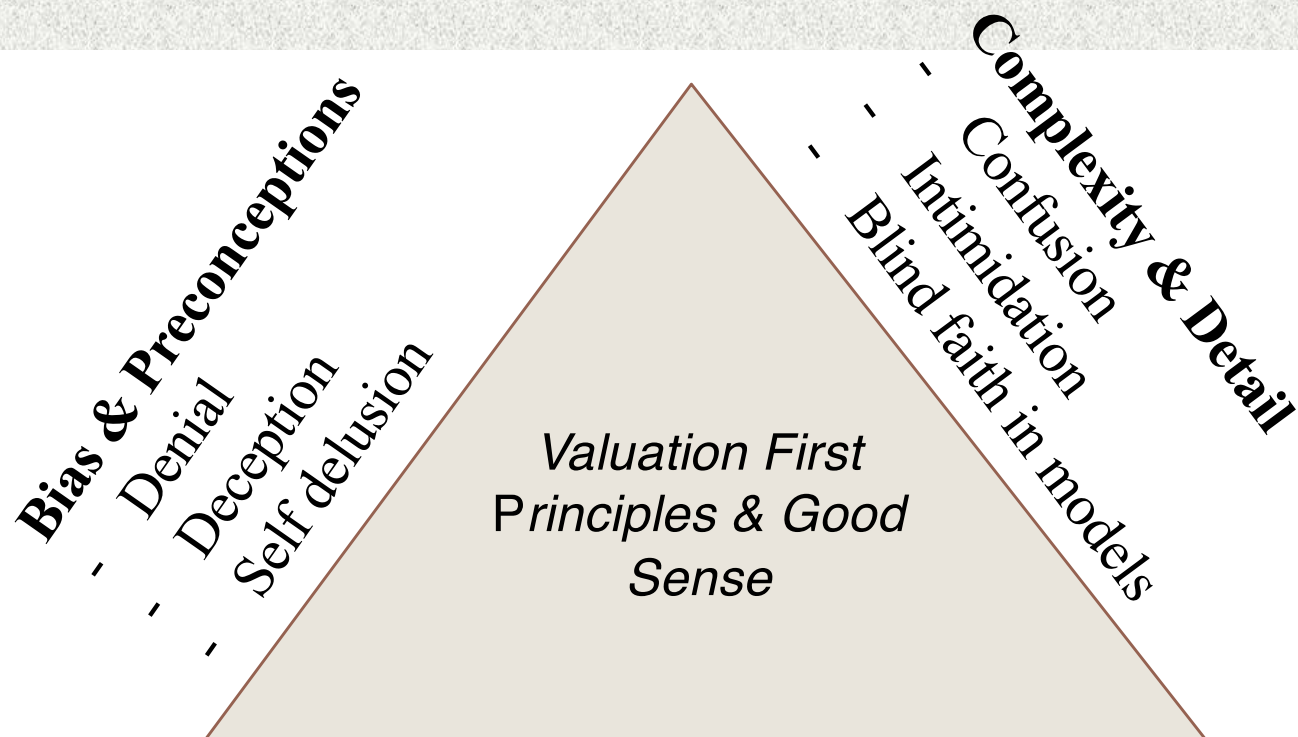 Bias & Preconceptions
- Denial
- Deception
- Self delusion
Valuation First
Principles & Good
Sense
Complexity & Detail
- Confusion
- Intimidation
- Blind faith in models